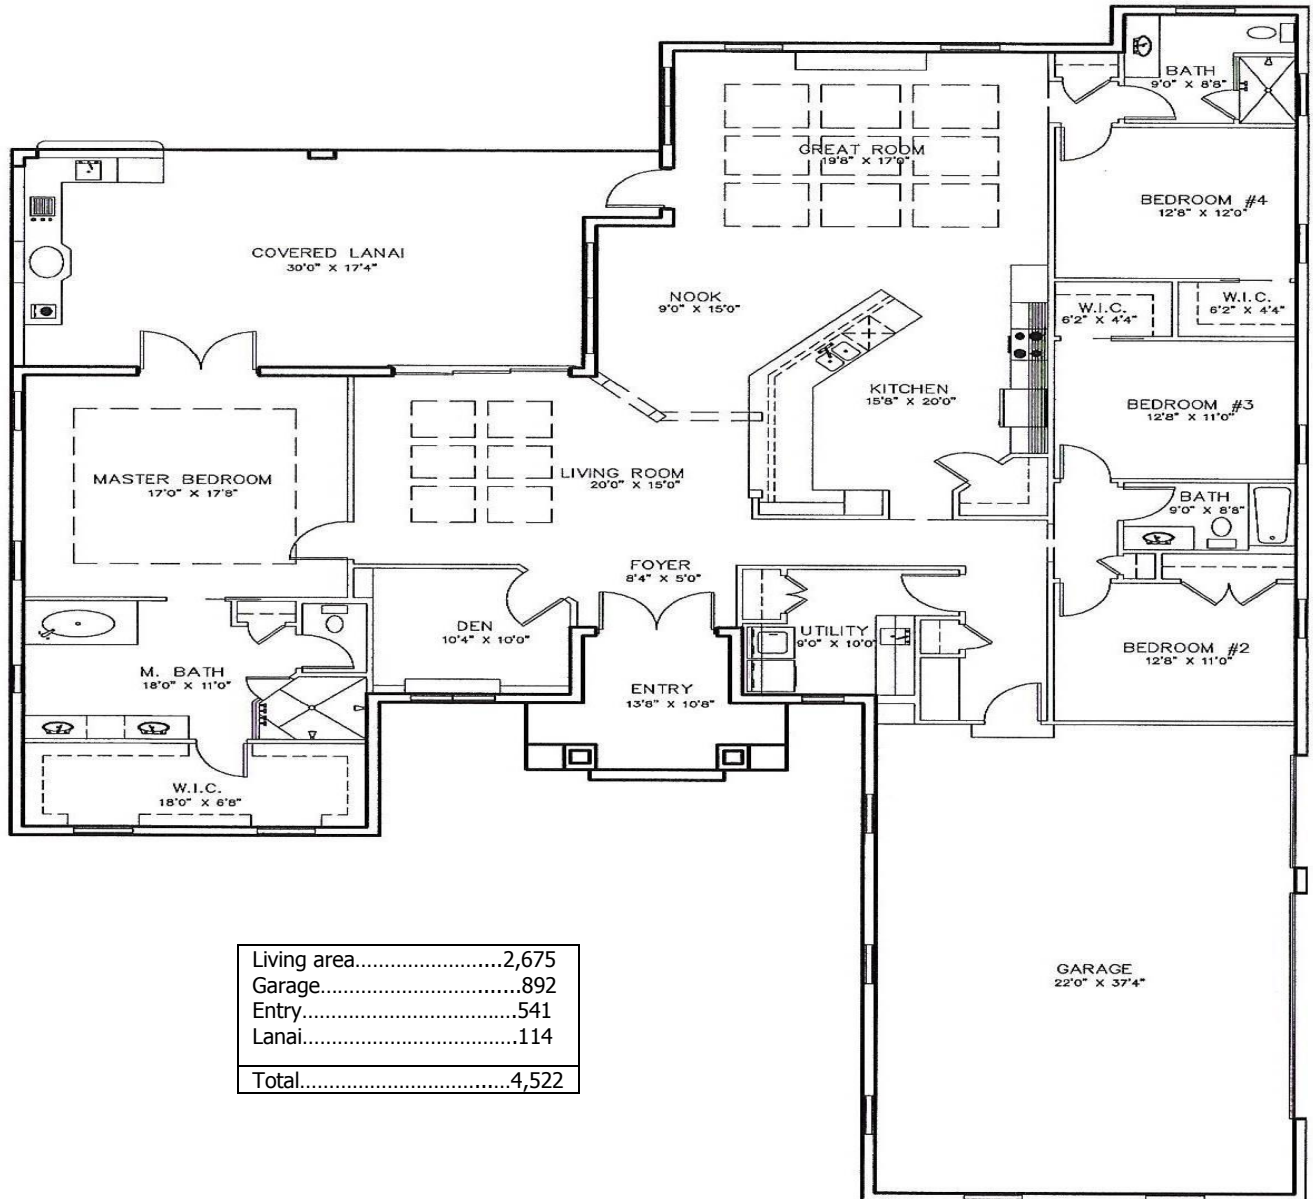 BATH
9'0" X 8'8"
GREAT ROOM
19'8" X 17'0"
BEDROOM #4
12'8" X 12'0"
COVERED LANAI
30'0" X 17'4"
NOOK
9'0" X 15'0"
W.I.C.
6'2" X 4'4"
W.I.C.
6'2" X 4'4"
KITCHEN
15'8" X 20'0"
BEDROOM #3
12'8" X 11'0"
MASTER BEDROOM
17'0" X 17'8"
LIVING ROOM
20'0" X 15'0"
BATH
9'0" X 8'8"
FOYER
8'4" X 5'0"
DEN
10'4" X 10'0"
UTILITY
9'0" X 10'0"
BEDROOM #2
12'8" X 11'0"
M. BATH
18'0" X 11'0"
ENTRY
13'8" X 10'8"
W.I.C.
18'0" X 6'8"
GARAGE
22'0" X 37'4"
Living area.........................2,675
Garage..................................892
Entry.....................................541
Lanai.....................................114
Total....................................4,522